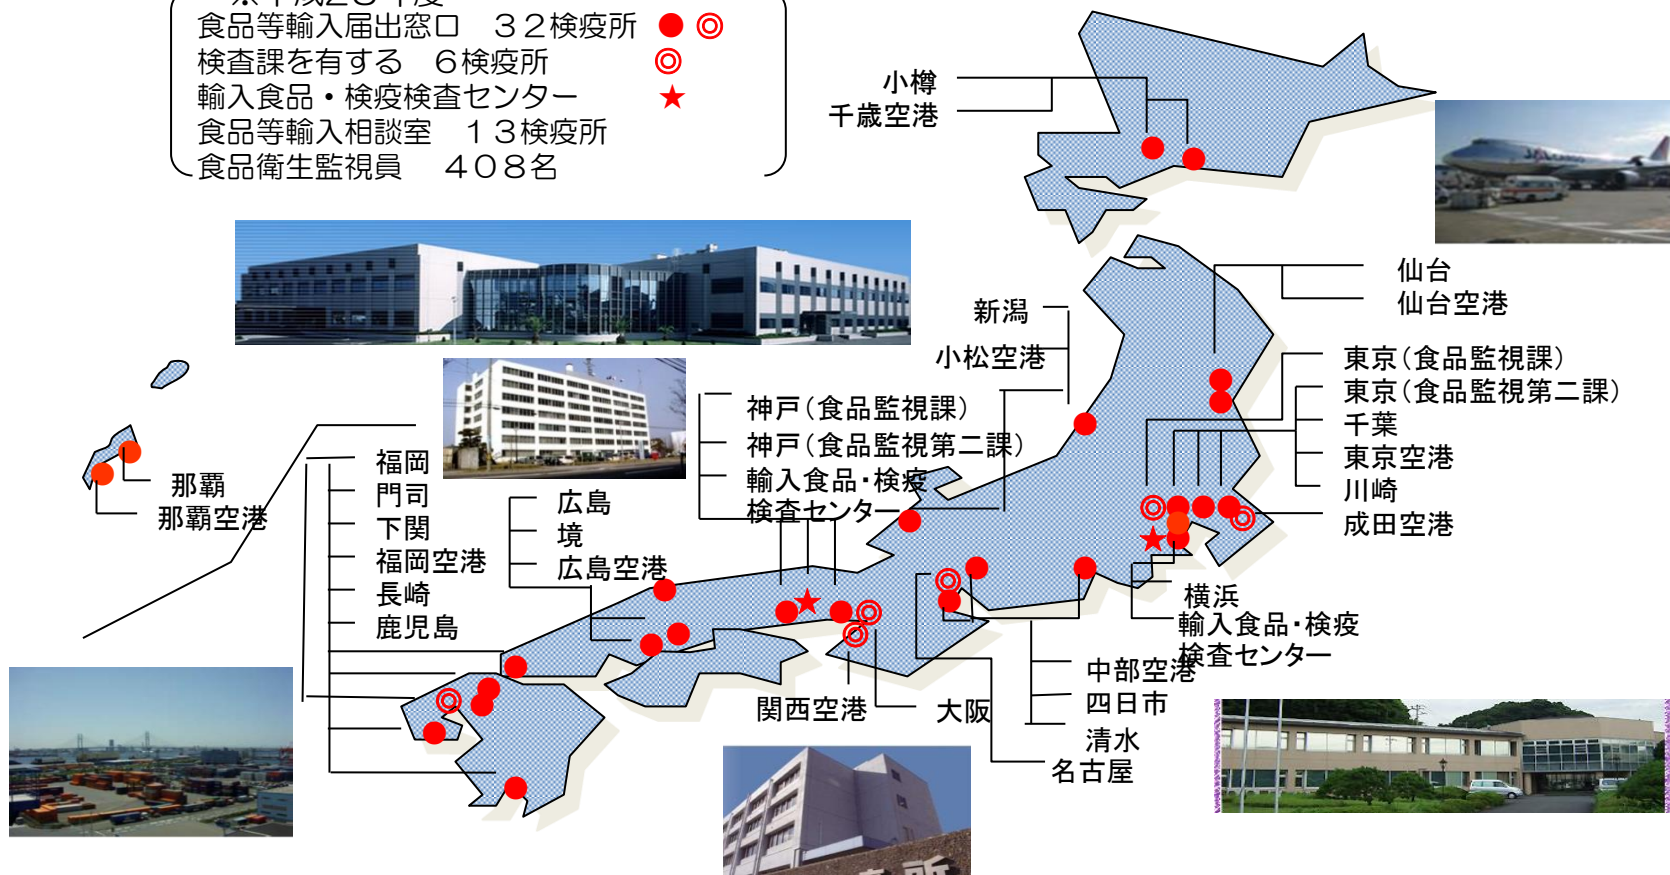 食品等輸入届出窓口　３２検疫所
検査課を有する　６検疫所
輸入食品・検疫検査センター
食品等輸入相談室　１３検疫所
食品衛生監視員　４０８名
小樽
千歳空港
仙台
仙台空港
新潟
小松空港
東京（食品監視課）
東京（食品監視第二課）
千葉
東京空港
川崎
成田空港
神戸（食品監視課）
神戸（食品監視第二課）
輸入食品・検疫
検査センター
福岡
門司
下関
福岡空港
長崎
鹿児島
広島
境
広島空港
那覇
那覇空港
横浜
輸入食品・検疫
検査センター
中部空港
四日市
清水
名古屋
関西空港
大阪
所